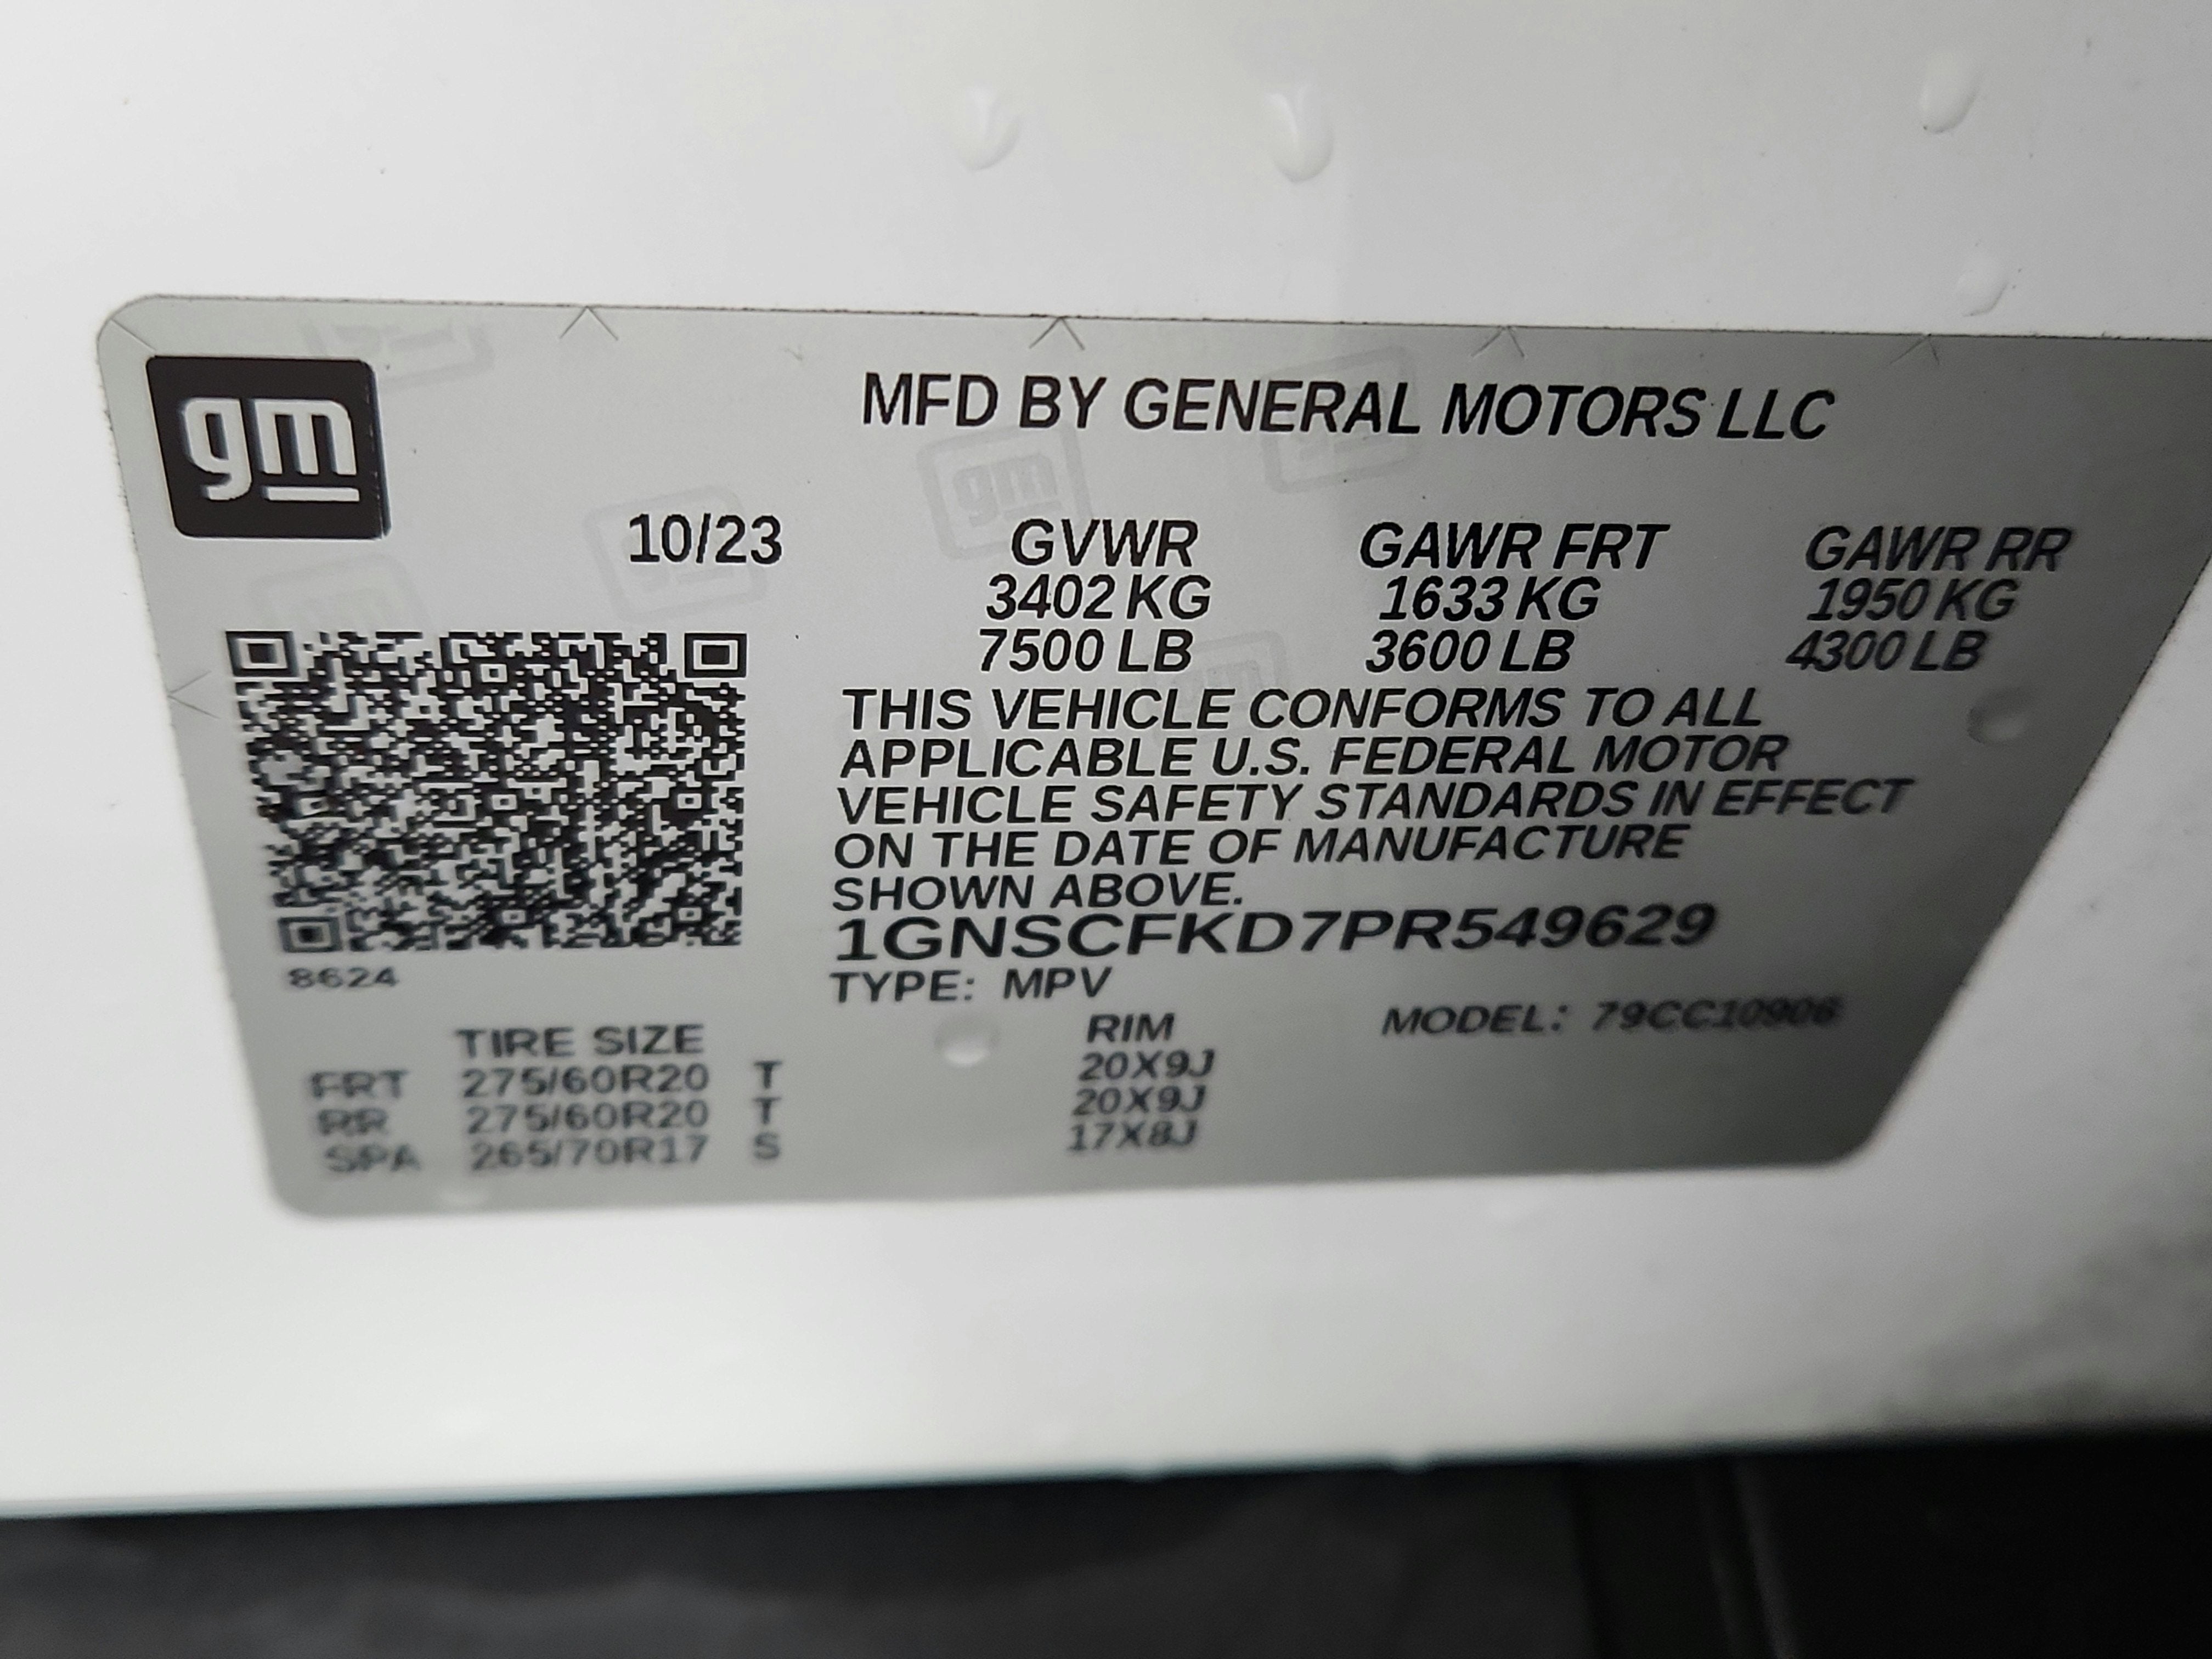 gm
MFD BY GENERAL MOTORS LLC
10/23 GVWR GAWR FRT GAWR RR
3402 KG 1633 KG 1950 KG
7500 LB 3600 LB 4300 LB
THIS VEHICLE CONFORMS TO ALL
APPLICABLE U.S. FEDERAL MOTOR
VEHICLE SAFETY STANDARDS IN EFFECT
ON THE DATE OF MANUFACTURE
SHOWN ABOVE.
1GNSCFKD7PR549629
8624
TYPE: MPV
MODEL: 79CC10906
TIRE SIZE RIM
FRT 275/60R20 T 20X9J
RR 275/60R20 T 20X9J
SPA 265/70R17 S 17X8J